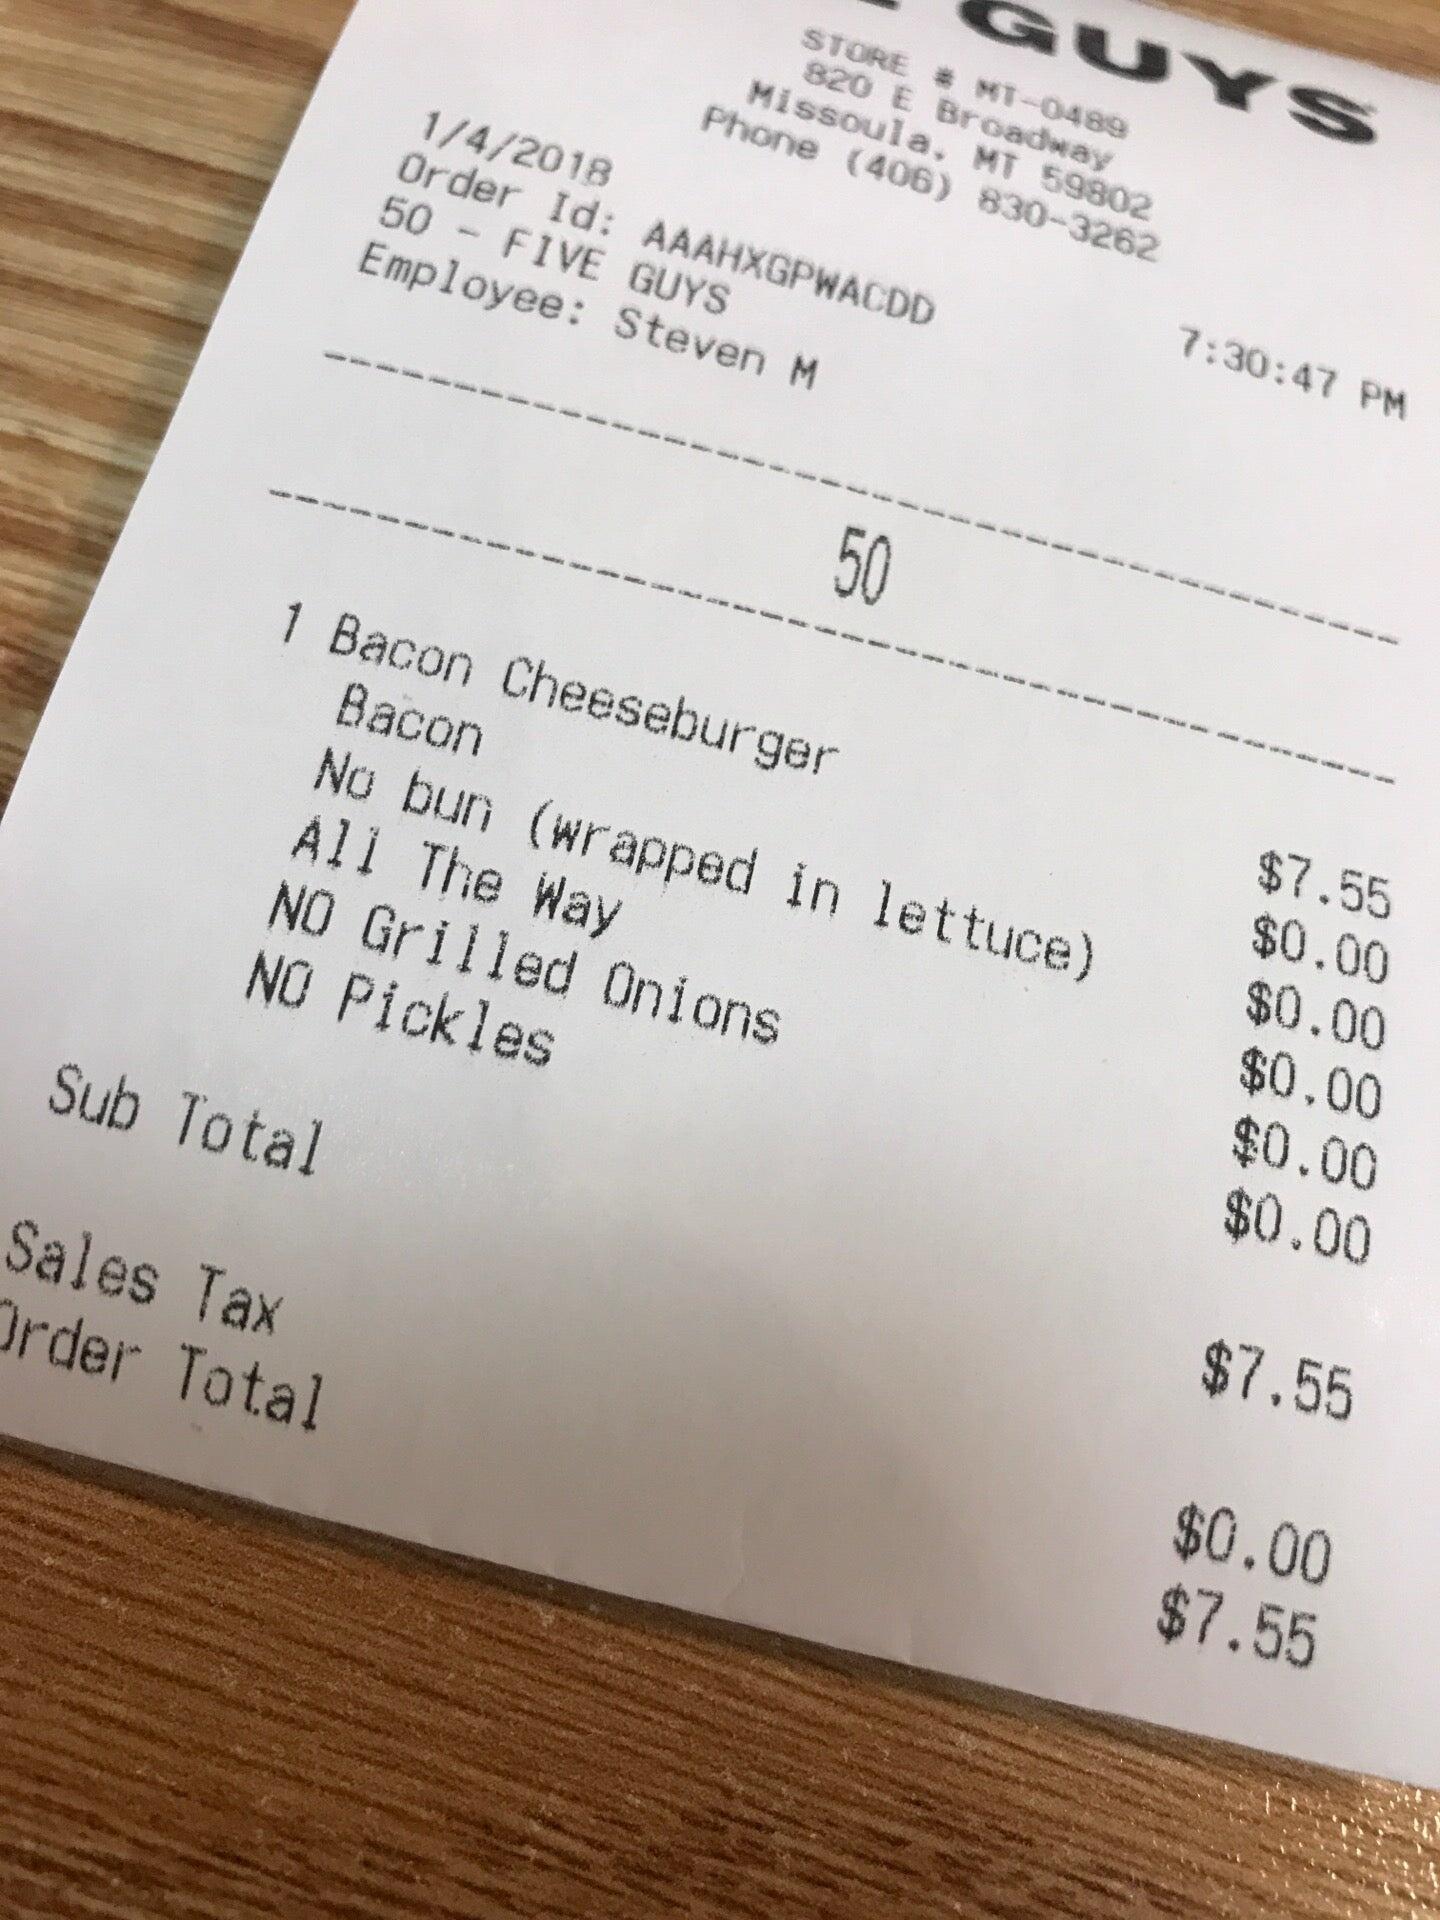 GUYS
STORE # MT-0489
820 E Broadway
Missoula, MT 59802
Phone (406) 830-3262
1/4/2018 7:30:47 PM
Order Id: AAAHXGPWACDD
50 - FIVE GUYS
Employee: Steven M
50
1 Bacon Cheeseburger $7.55
Bacon $0.00
No bun (wrapped in lettuce) $0.00
All The Way $0.00
NO Grilled Onions $0.00
NO Pickles $0.00
Sub Total $7.55
Sales Tax $0.00
Order Total $7.55